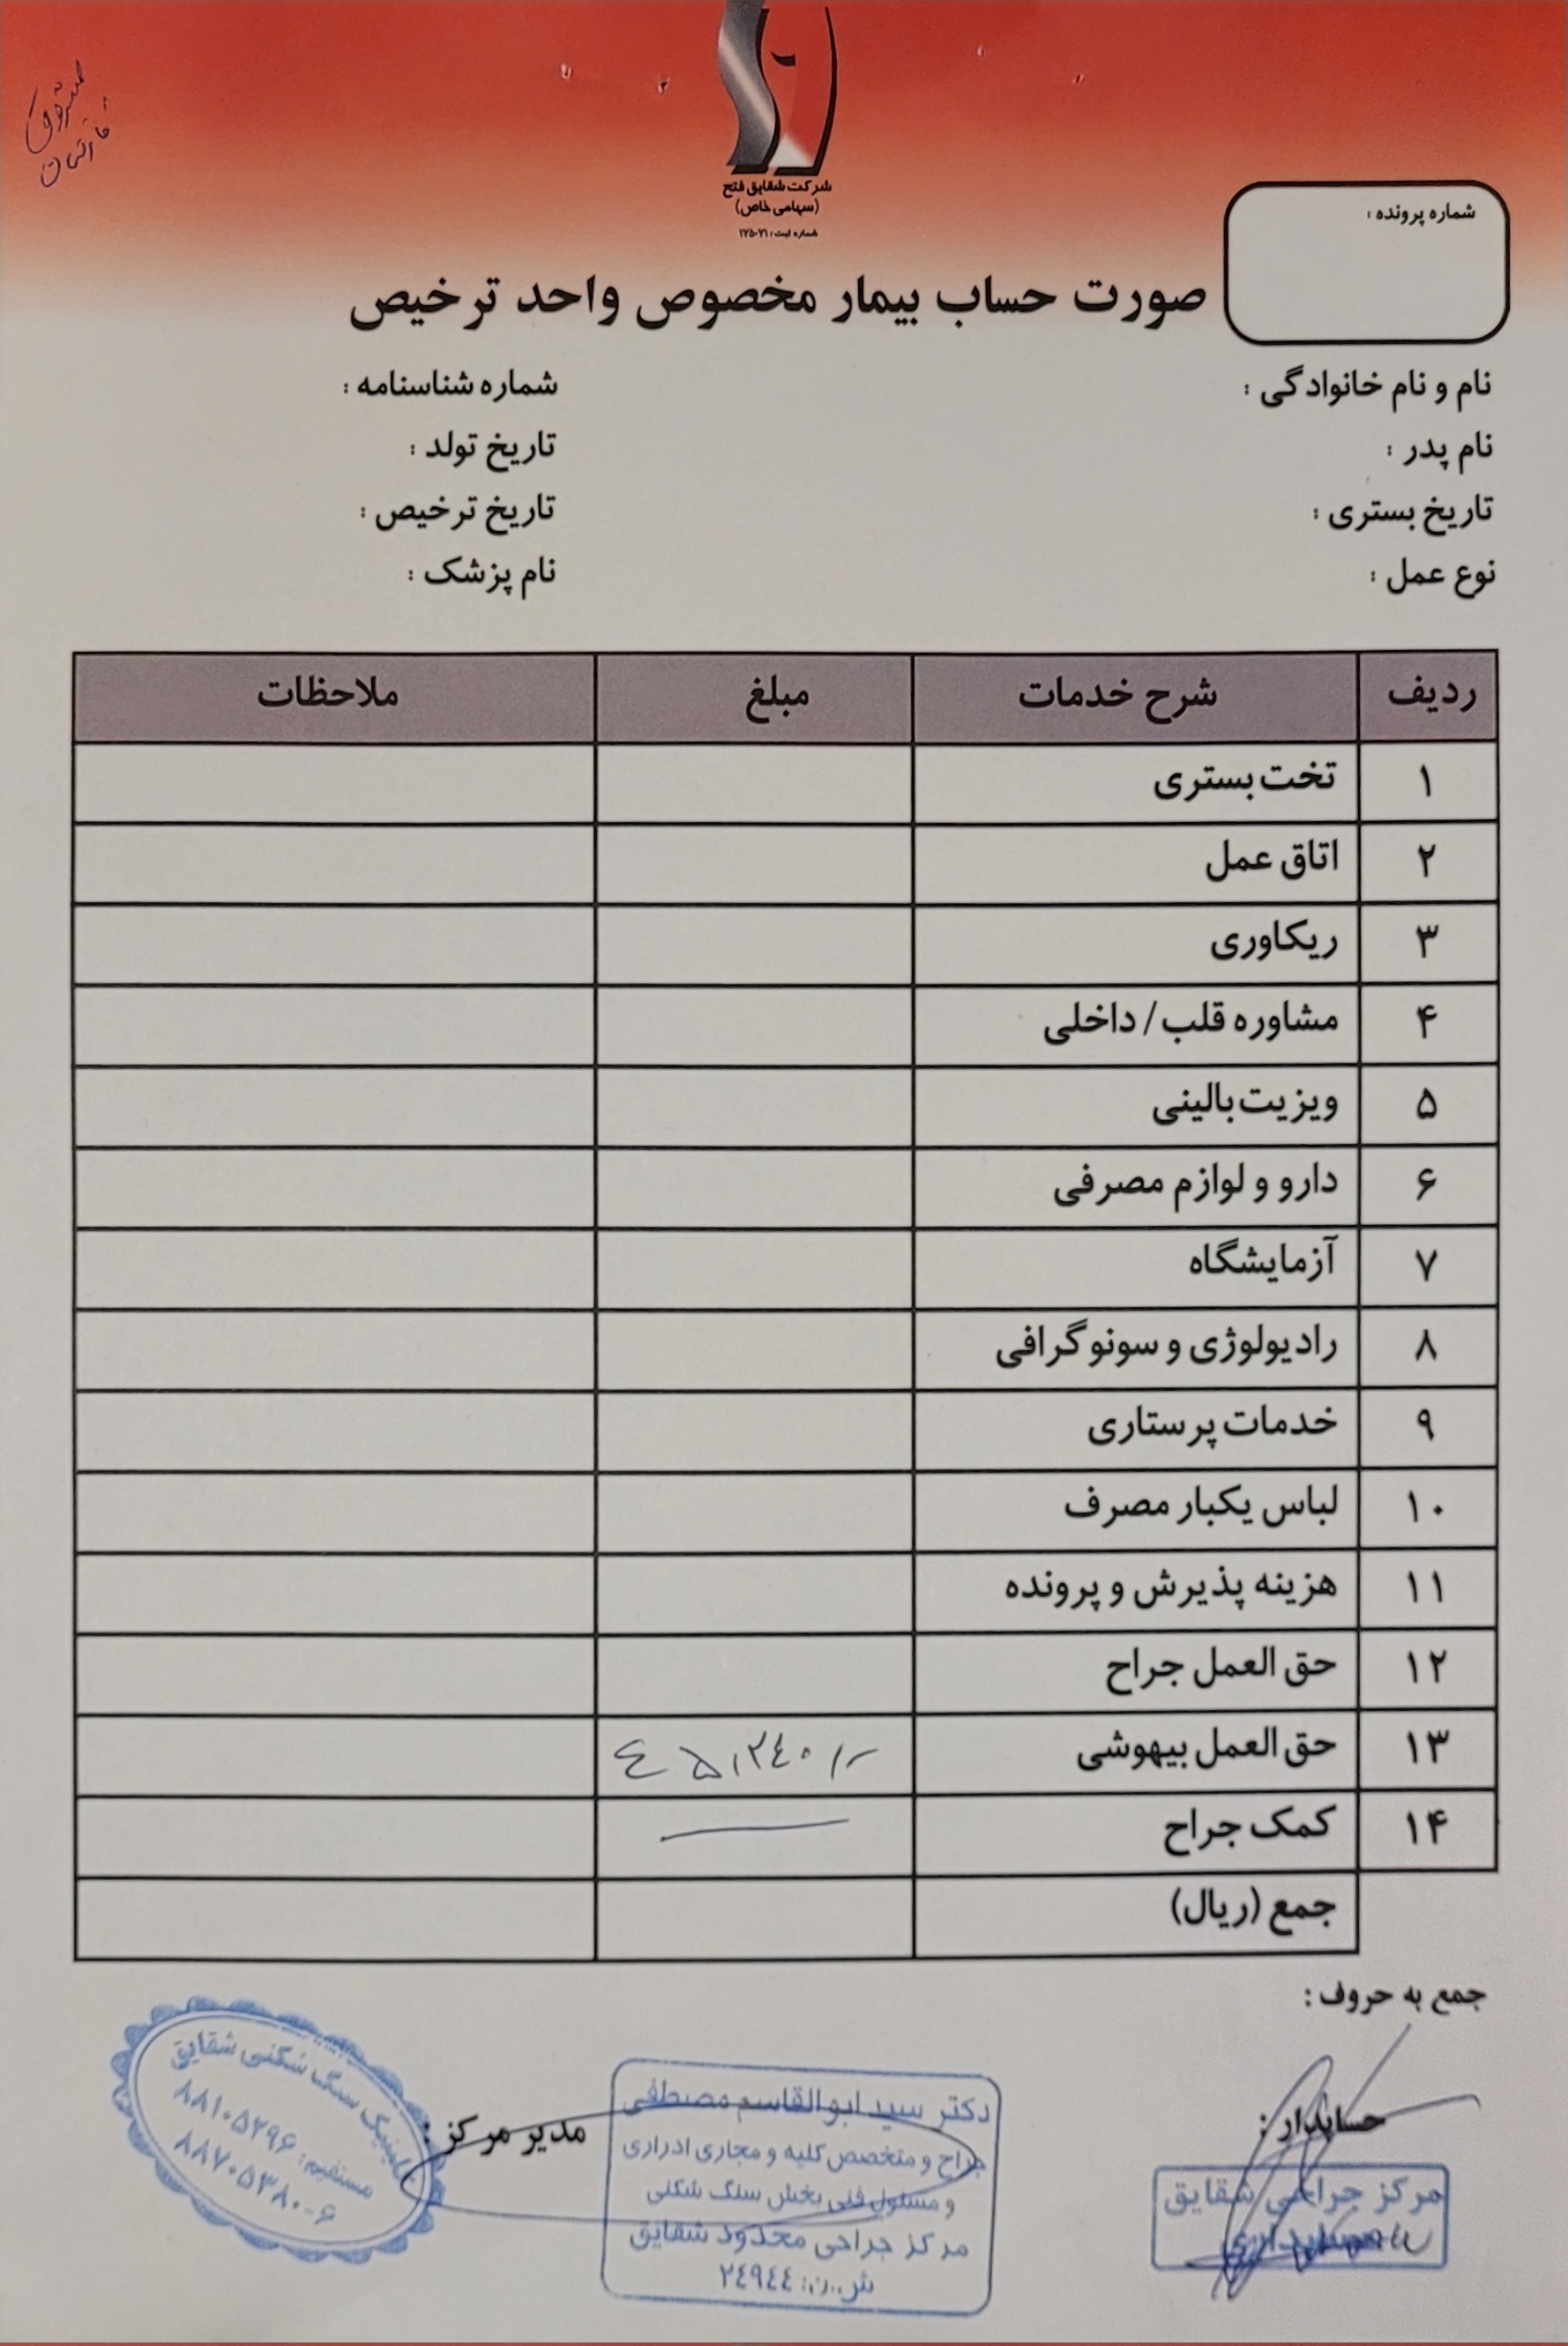 شرکت شقایق فتح
(سهامی خاص)
شماره ثبت: ۱۷۵۰۷۱
شماره پرونده :
صورت حساب بیمار مخصوص واحد ترخیص
نام و نام خانوادگی : شماره شناسنامه :
نام پدر : تاریخ تولد :
تاریخ بستری : تاریخ ترخیص :
نوع عمل : نام پزشک :
ردیف شرح خدمات مبلغ ملاحظات
۱ تخت بستری
۲ اتاق عمل
۳ ریکاوری
۴ مشاوره قلب / داخلی
۵ ویزیت بالینی
۶ دارو و لوازم مصرفی
۷ آزمایشگاه
۸ رادیولوژی و سونوگرافی
۹ خدمات پرستاری
۱۰ لباس یکبار مصرف
۱۱ هزینه پذیرش و پرونده
۱۲ حق العمل جراح
۱۳ حق العمل بیهوشی
۱۴ کمک جراح
جمع (ریال)
جمع به حروف :
حسابدار :
مرکز جراحی شقایق
حسابداری
مدیر مرکز :
دکتر سید ابوالقاسم مصطفی
جراح و متخصص کلیه و مجاری ادراری
و مسئول فنی بخش سنگ شکنی
مرکز جراحی محدود شقایق
ش.ن: ۲٤۹٤٤
کلینیک سنگ شکنی شقایق
مستقیم: ۸۸۱۰۵۲۹۶
۸۸۷۰۵۳۸۰-۶